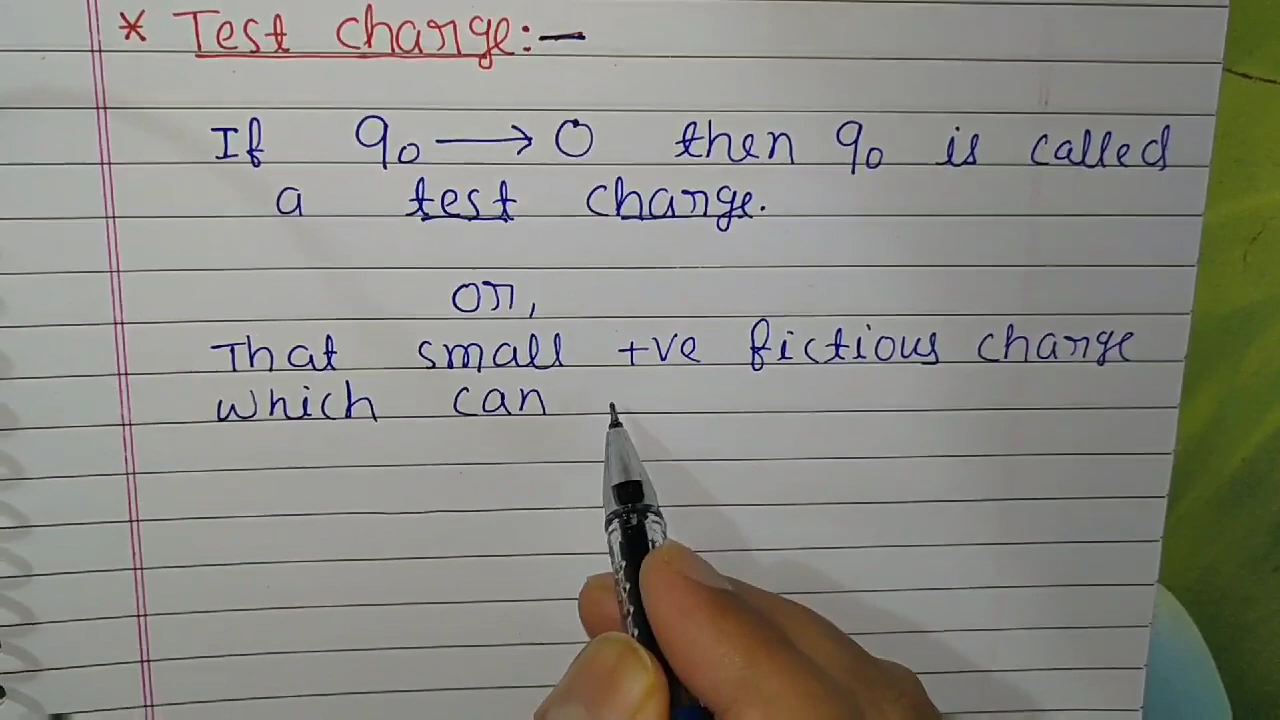 * Test charge:-
If q₀ ⟶ 0 then q₀ is called
a test charge.
or,
That small +ve fictious charge
which can